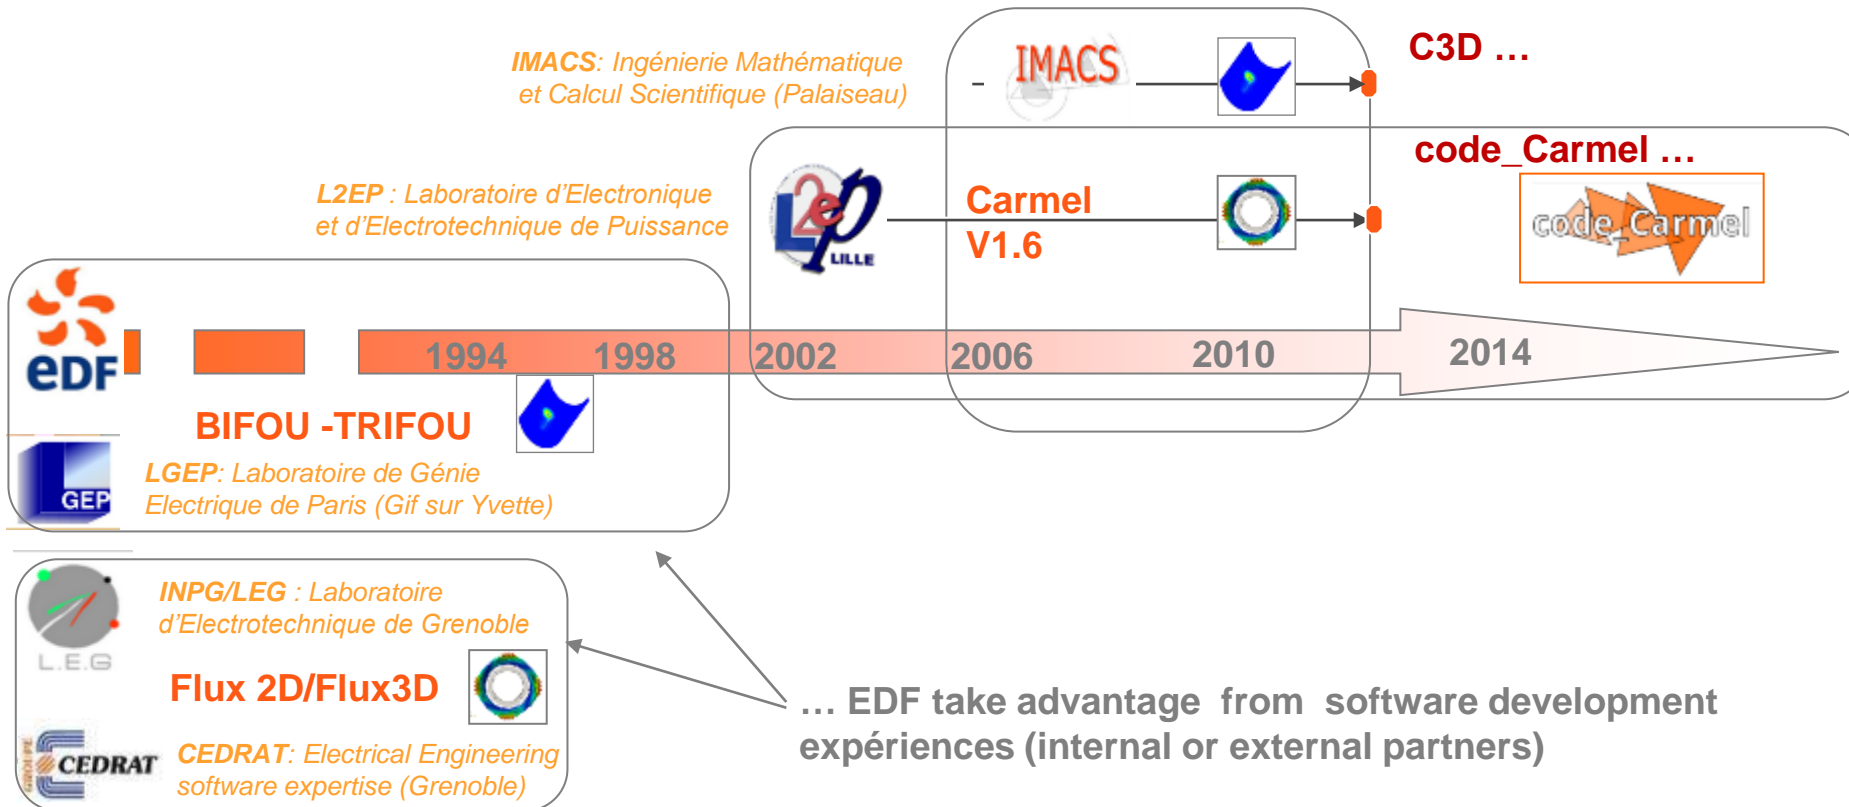 IMACS: Ingénierie Mathématique
et Calcul Scientifique (Palaiseau)
IMACS
C3D …
L2EP : Laboratoire d’Electronique
et d’Electrotechnique de Puissance
L2eP
LILLE
Carmel
V1.6
code_Carmel …
code_Carmel
eDF
1994
1998
2002
2006
2010
2014
BIFOU -TRIFOU
GEP
LGEP: Laboratoire de Génie
Electrique de Paris (Gif sur Yvette)
L.E.G
INPG/LEG : Laboratoire
d’Electrotechnique de Grenoble
Flux 2D/Flux3D
GROUPE
CEDRAT
CEDRAT: Electrical Engineering
software expertise (Grenoble)
… EDF take advantage  from  software development
expériences (internal or external partners)